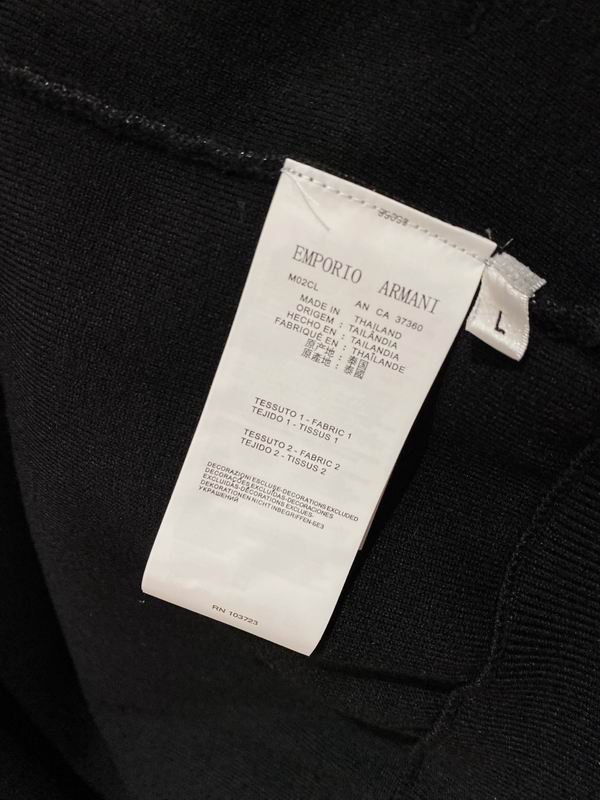 EMPORIO ARMANI
M02CL AN CA 37360
MADE IN THAILAND
ORIGEM : TAILÂNDIA
HECHO EN : TAILANDIA
FABRIQUÉ EN : THAÏLANDE
原产地: 泰国
原產地: 泰國
TESSUTO 1 - FABRIC 1
TEJIDO 1 - TISSUS 1
TESSUTO 2 - FABRIC 2
TEJIDO 2 - TISSUS 2
DECORAZIONI ESCLUSE-DECORATIONS EXCLUDED
DECORAÇÕES EXCLUÍDAS-DECORACIONES
EXCLUIDAS-DÉCORATIONS EXCLUES-
DEKORATIONEN NICHT INBEGRIFFEN-БЕЗ
УКРАШЕНИЙ
RN 103723
L